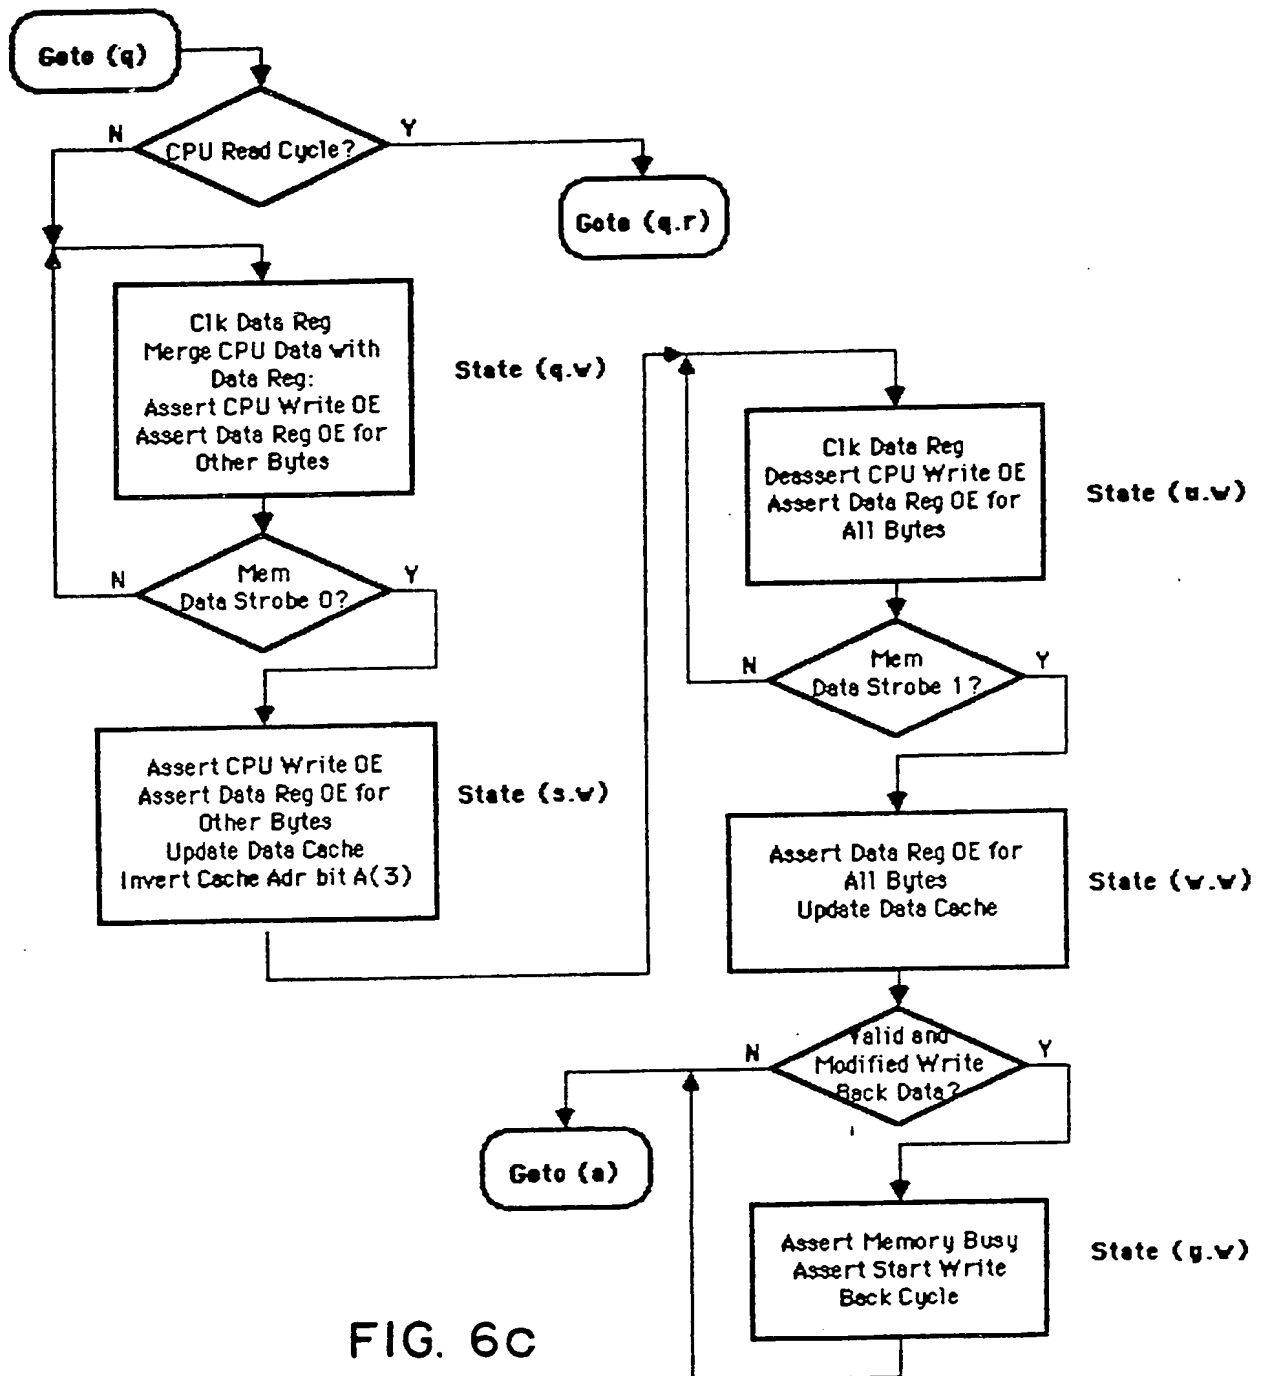 Goto (q)
CPU Read Cycle?
N
Y
Goto (q.r)
Clk Data Reg
Merge CPU Data with
Data Reg:
Assert CPU Write OE
Assert Data Reg OE for
Other Bytes
State (q.w)
Mem
Data Strobe 0?
N
Y
Assert CPU Write OE
Assert Data Reg OE for
Other Bytes
Update Data Cache
Invert Cache Adr bit A(3)
State (s.w)
Clk Data Reg
Deassert CPU Write OE
Assert Data Reg OE for
All Bytes
State (u.w)
Mem
Data Strobe 1?
N
Y
Assert Data Reg OE for
All Bytes
Update Data Cache
State (w.w)
Valid and
Modified Write
Back Data?
N
Y
Goto (a)
Assert Memory Busy
Assert Start Write
Back Cycle
State (y.w)
FIG. 6C